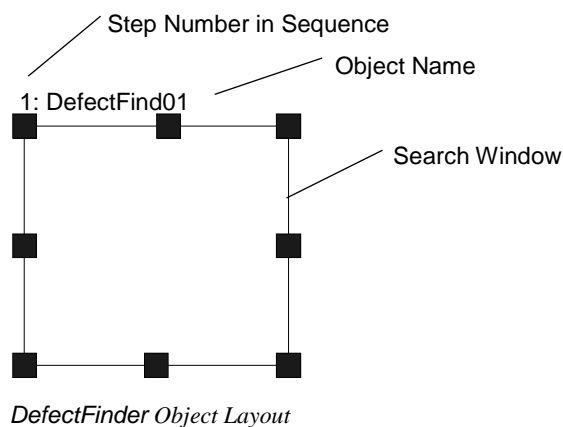 Step Number in Sequence
Object Name
1: DefectFind01
Search Window
DefectFinder Object Layout